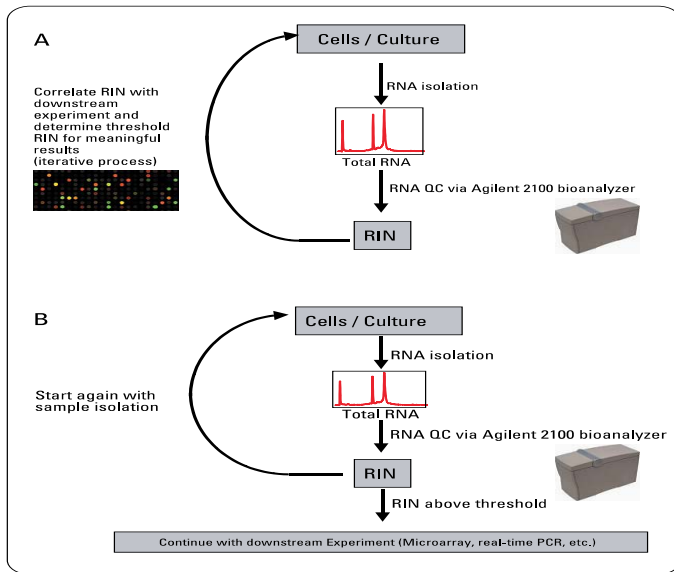 A
Cells / Culture
RNA isolation
Correlate RIN with
downstream
experiment and
determine threshold
RIN for meaningful
results
(iterative process)
Total RNA
RNA QC via Agilent 2100 bioanalyzer
RIN
B
Cells / Culture
RNA isolation
Start again with
sample isolation
Total RNA
RNA QC via Agilent 2100 bioanalyzer
RIN
RIN above threshold
Continue with downstream Experiment (Microarray, real-time PCR, etc.)